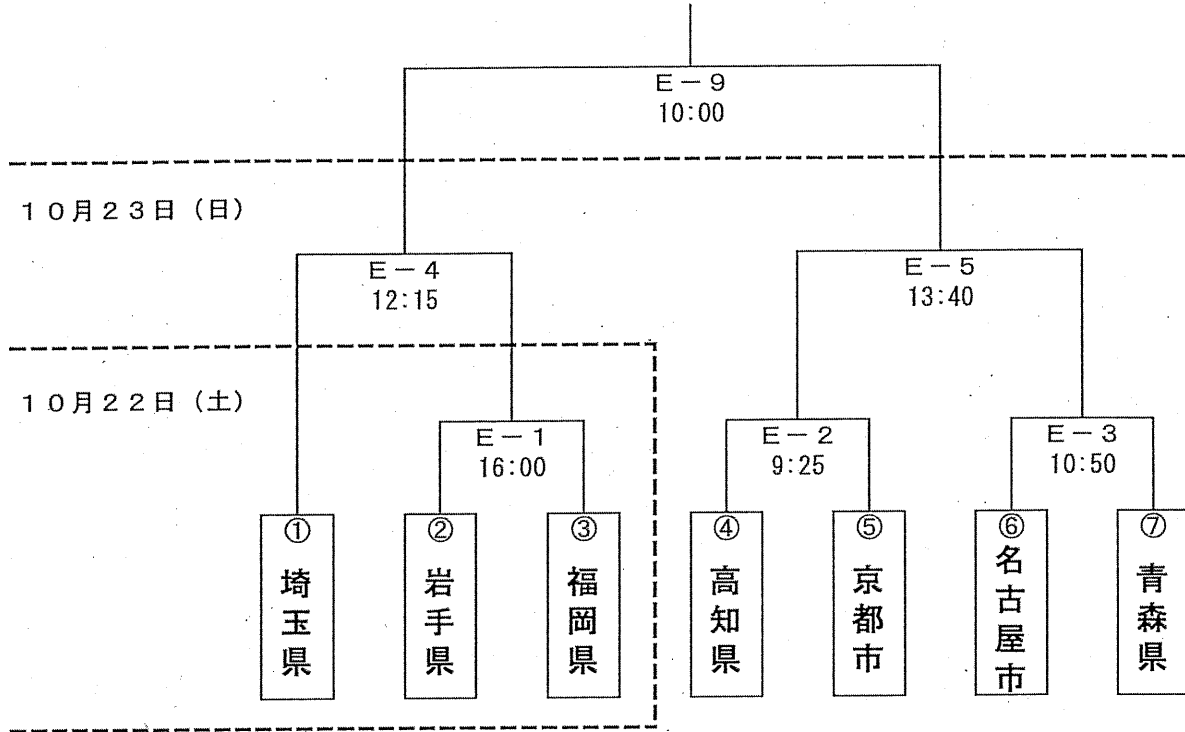 E－9
10:00
10月23日（日）
E－4
12:15
E－5
13:40
10月22日（土）
E－1
16:00
E－2
9:25
E－3
10:50
①埼玉県
②岩手県
③福岡県
④高知県
⑤京都市
⑥名古屋市
⑦青森県